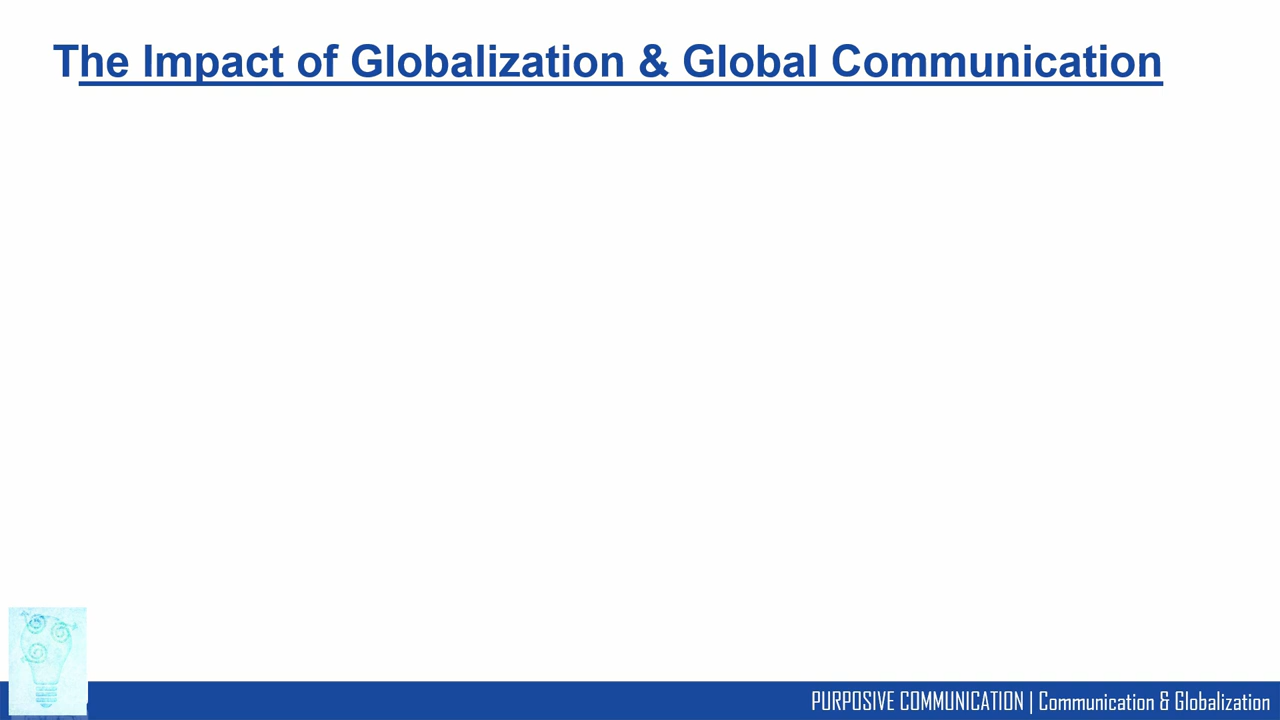 The Impact of Globalization & Global Communication
PURPOSIVE COMMUNICATION | Communication & Globalization